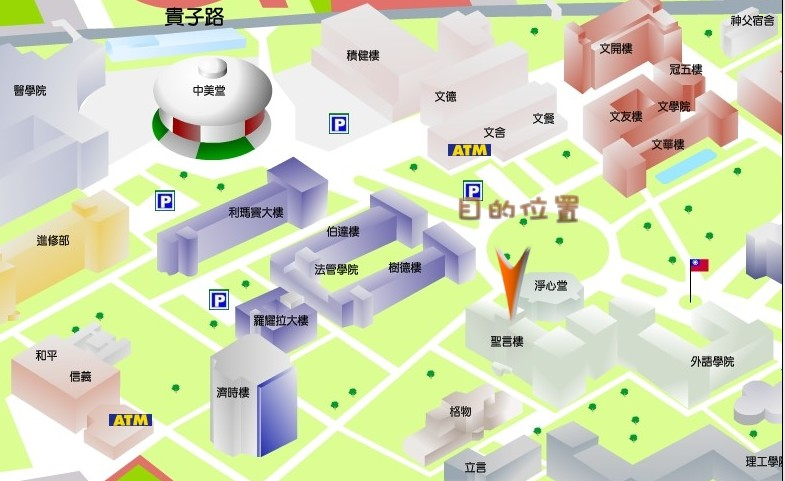 貴子路
神父宿舍
積健樓
文開樓
冠五樓
醫學院
中美堂
文德
文學院
文友樓
文餐
文舍
文華樓
P
ATM
P
P
目的位置
利瑪竇大樓
伯達樓
進修部
法管學院
樹德樓
淨心堂
P
羅耀拉大樓
聖言樓
和平
信義
外語學院
濟時樓
格物
ATM
立言
理工學院